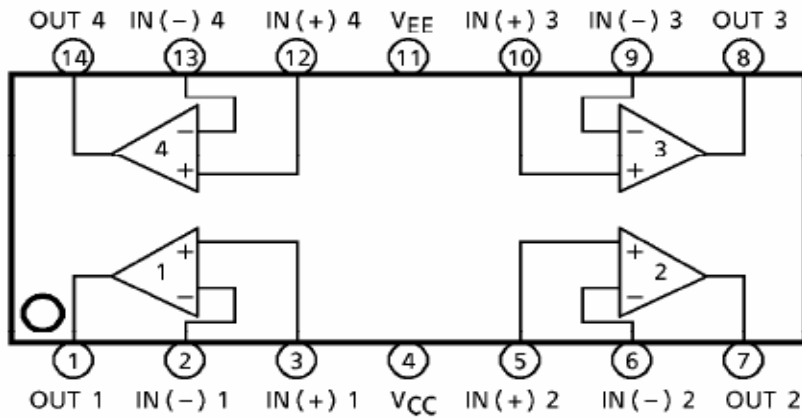 OUT 4 IN(−) 4 IN(+) 4 VEE IN(+) 3 IN(−) 3 OUT 3
14 13 12 11 10 9 8
− −
4 3
+ +
+ +
1 2
− −
1 2 3 4 5 6 7
OUT 1 IN(−) 1 IN(+) 1 VCC IN(+) 2 IN(−) 2 OUT 2